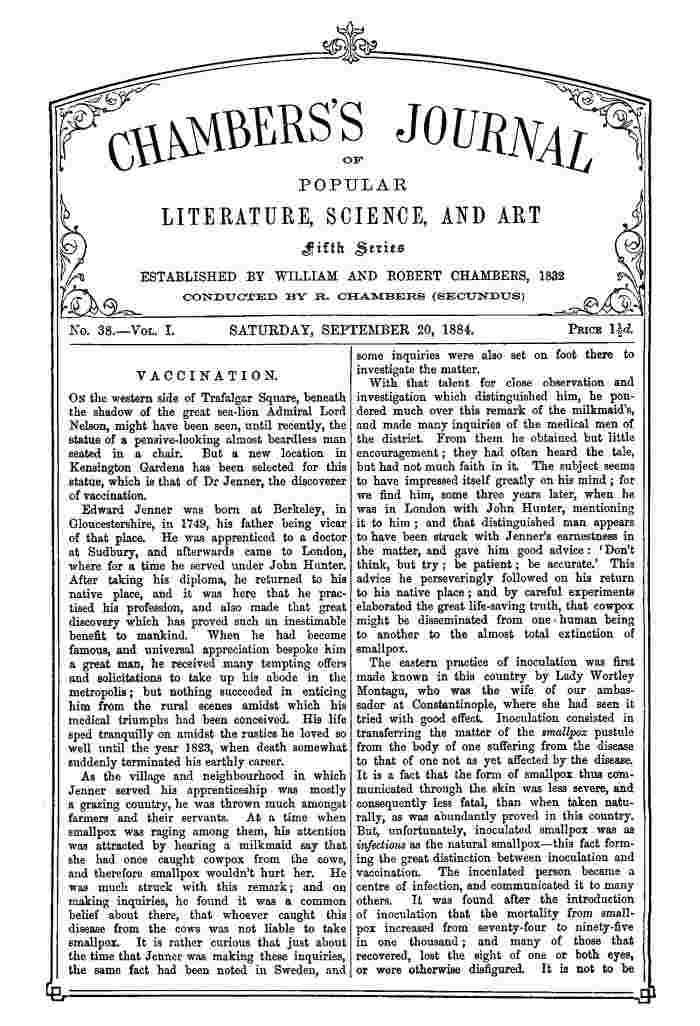 CHAMBERS'S JOURNAL
OF
POPULAR
LITERATURE, SCIENCE, AND ART
Fifth Series
ESTABLISHED BY WILLIAM AND ROBERT CHAMBERS, 1832
CONDUCTED BY R. CHAMBERS (SECUNDUS)
No. 38.—Vol. I. SATURDAY, SEPTEMBER 20, 1884. Price 1½d.
VACCINATION.
On the western side of Trafalgar Square, beneath
the shadow of the great sea-lion Admiral Lord
Nelson, might have been seen, until recently, the
statue of a pensive-looking almost beardless man
seated in a chair. But a new location in
Kensington Gardens has been selected for this
statue, which is that of Dr Jenner, the discoverer
of vaccination.
Edward Jenner was born at Berkeley, in
Gloucestershire, in 1749, his father being vicar
of that place. He was apprenticed to a doctor
at Sudbury, and afterwards came to London,
where for a time he served under John Hunter.
After taking his diploma, he returned to his
native place, and it was here that he prac-
tised his profession, and also made that great
discovery which has proved such an inestimable
benefit to mankind. When he had become
famous, and universal appreciation bespoke him
a great man, he received many tempting offers
and solicitations to take up his abode in the
metropolis; but nothing succeeded in enticing
him from the rural scenes amidst which his
medical triumphs had been conceived. His life
sped tranquilly on amidst the rustics he loved so
well until the year 1823, when death somewhat
suddenly terminated his earthly career.
As the village and neighbourhood in which
Jenner served his apprenticeship was mostly
a grazing country, he was thrown much amongst
farmers and their servants. At a time when
smallpox was raging among them, his attention
was attracted by hearing a milkmaid say that
she had once caught cowpox from the cows,
and therefore smallpox wouldn't hurt her. He
was much struck with this remark; and on
making inquiries, he found it was a common
belief about there, that whoever caught this
disease from the cows was not liable to take
smallpox. It is rather curious that just about
the time that Jenner was making these inquiries,
the same fact had been noted in Sweden, and
some inquiries were also set on foot there to
investigate the matter.
With that talent for close observation and
investigation which distinguished him, he pon-
dered much over this remark of the milkmaid's,
and made many inquiries of the medical men of
the district. From them he obtained but little
encouragement; they had often heard the tale,
but had not much faith in it. The subject seems
to have impressed itself greatly on his mind; for
we find him, some three years later, when he
was in London with John Hunter, mentioning
it to him; and that distinguished man appears
to have been struck with Jenner's earnestness in
the matter, and gave him good advice: 'Don't
think, but try; be patient; be accurate.' This
advice he perseveringly followed on his return
to his native place; and by careful experiments
elaborated the great life-saving truth, that cowpox
might be disseminated from one human being
to another to the almost total extinction of
smallpox.
The eastern practice of inoculation was first
made known in this country by Lady Wortley
Montagu, who was the wife of our ambas-
sador at Constantinople, where she had seen it
tried with good effect. Inoculation consisted in
transferring the matter of the smallpox pustule
from the body of one suffering from the disease
to that of one not as yet affected by the disease.
It is a fact that the form of smallpox thus com-
municated through the skin was less severe, and
consequently less fatal, than when taken natu-
rally, as was abundantly proved in this country.
But, unfortunately, inoculated smallpox was as
infectious as the natural smallpox—this fact form-
ing the great distinction between inoculation and
vaccination. The inoculated person became a
centre of infection, and communicated it to many
others. It was found after the introduction
of inoculation that the mortality from small-
pox increased from seventy-four to ninety-five
in one thousand; and many of those that
recovered, lost the sight of one or both eyes,
or were otherwise disfigured. It is not to be